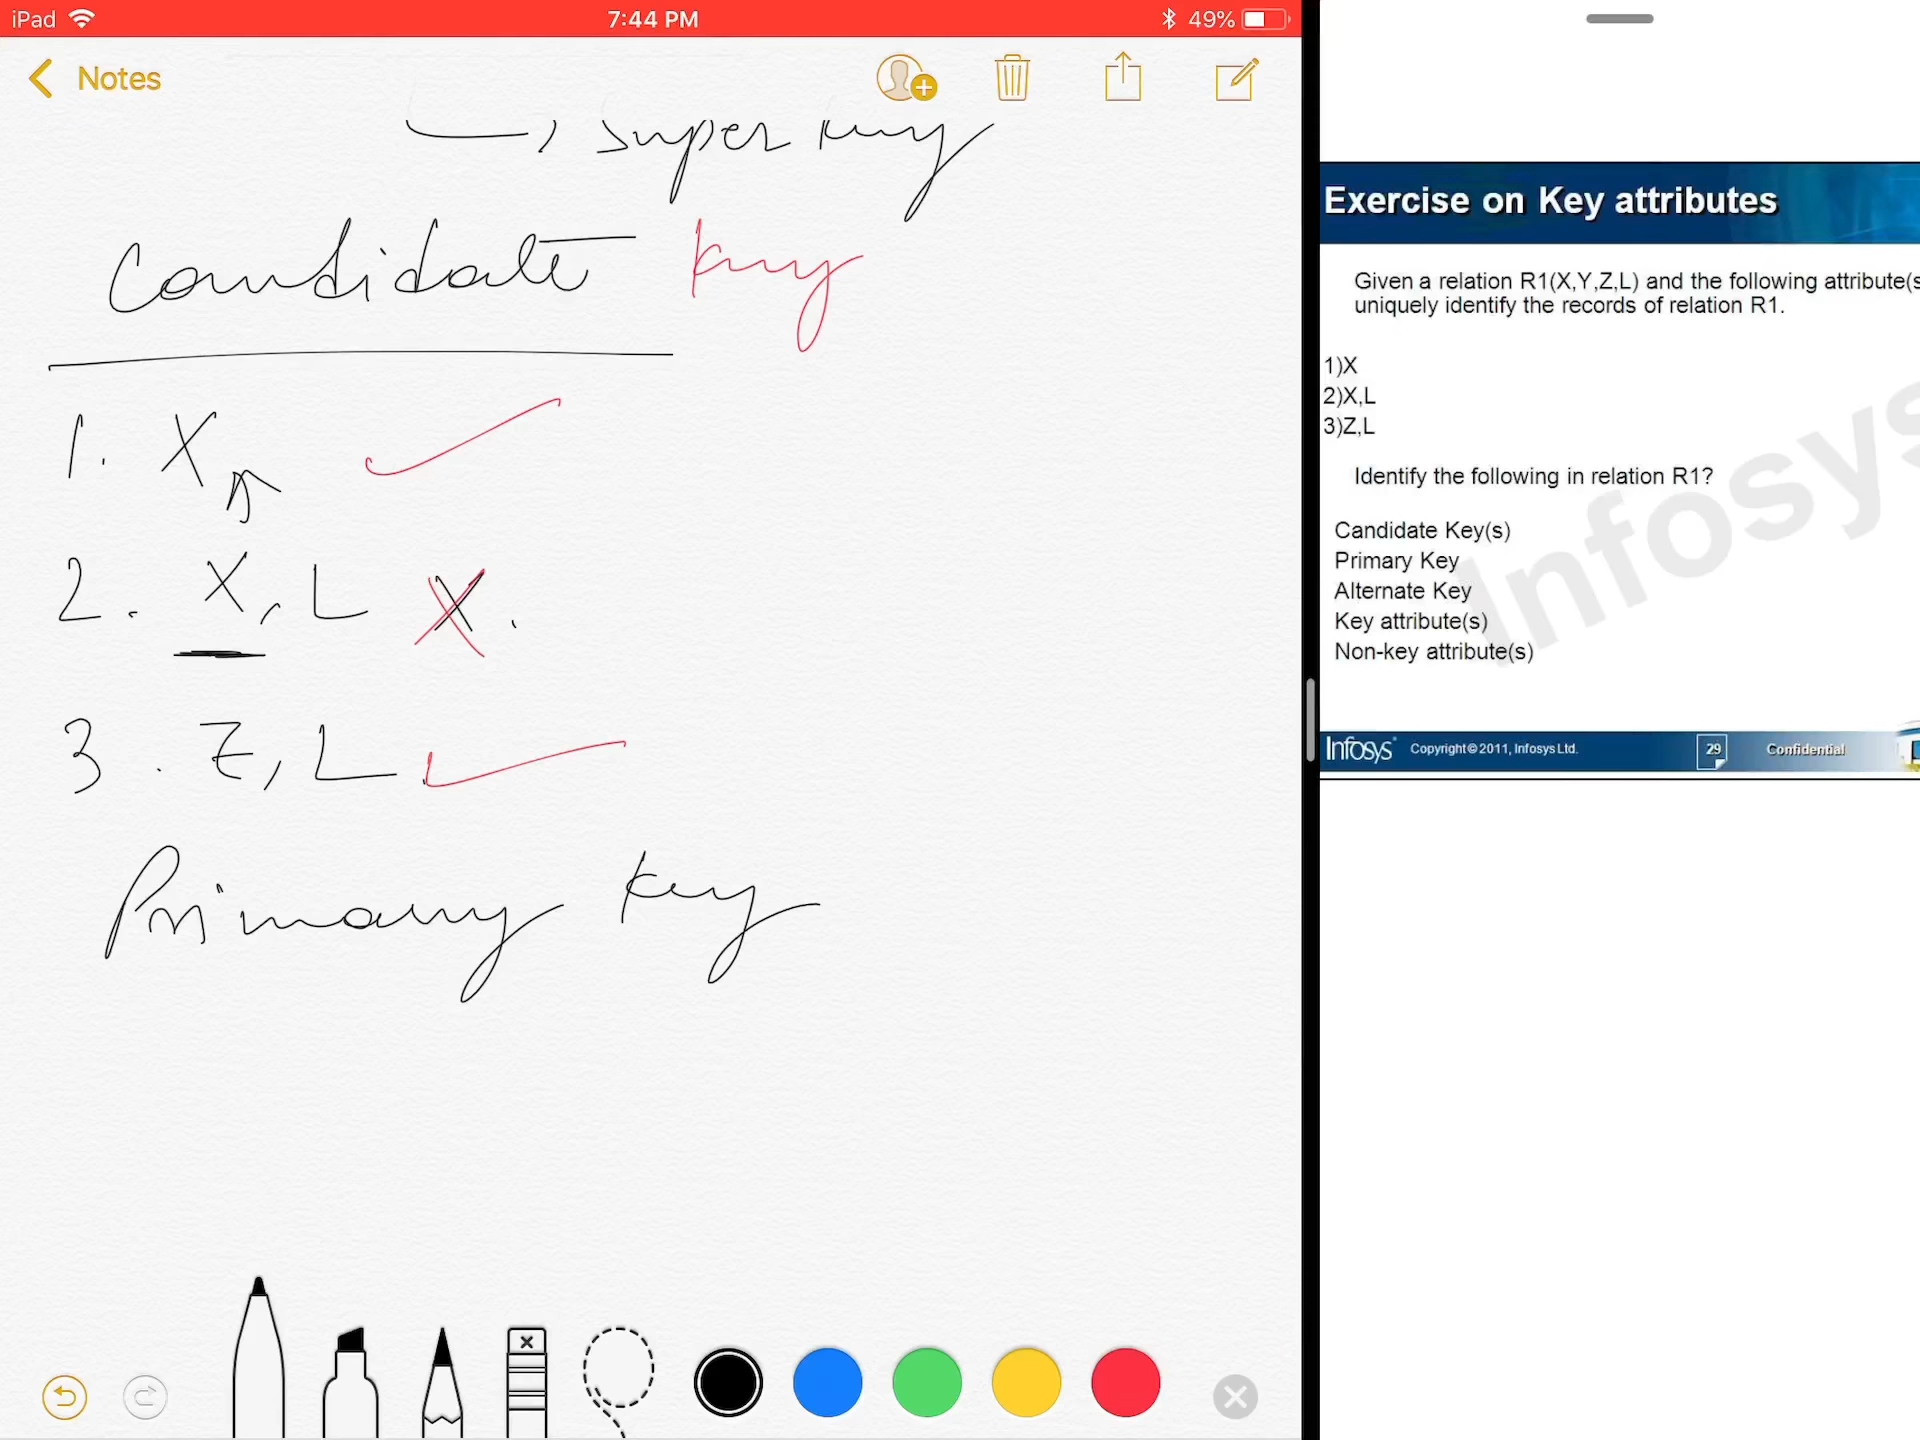 iPad 7:44 PM 49%
Notes
super key
Candidate key
1. X
2. X, L X.
3. Z, L
Primary key
Exercise on Key attributes
Given a relation R1(X,Y,Z,L) and the following attribute(s
uniquely identify the records of relation R1.
1)X
2)X,L
3)Z,L
Identify the following in relation R1?
Candidate Key(s)
Primary Key
Alternate Key
Key attribute(s)
Non-key attribute(s)
Infosys
Infosys Copyright © 2011, Infosys Ltd. 29 Confidential